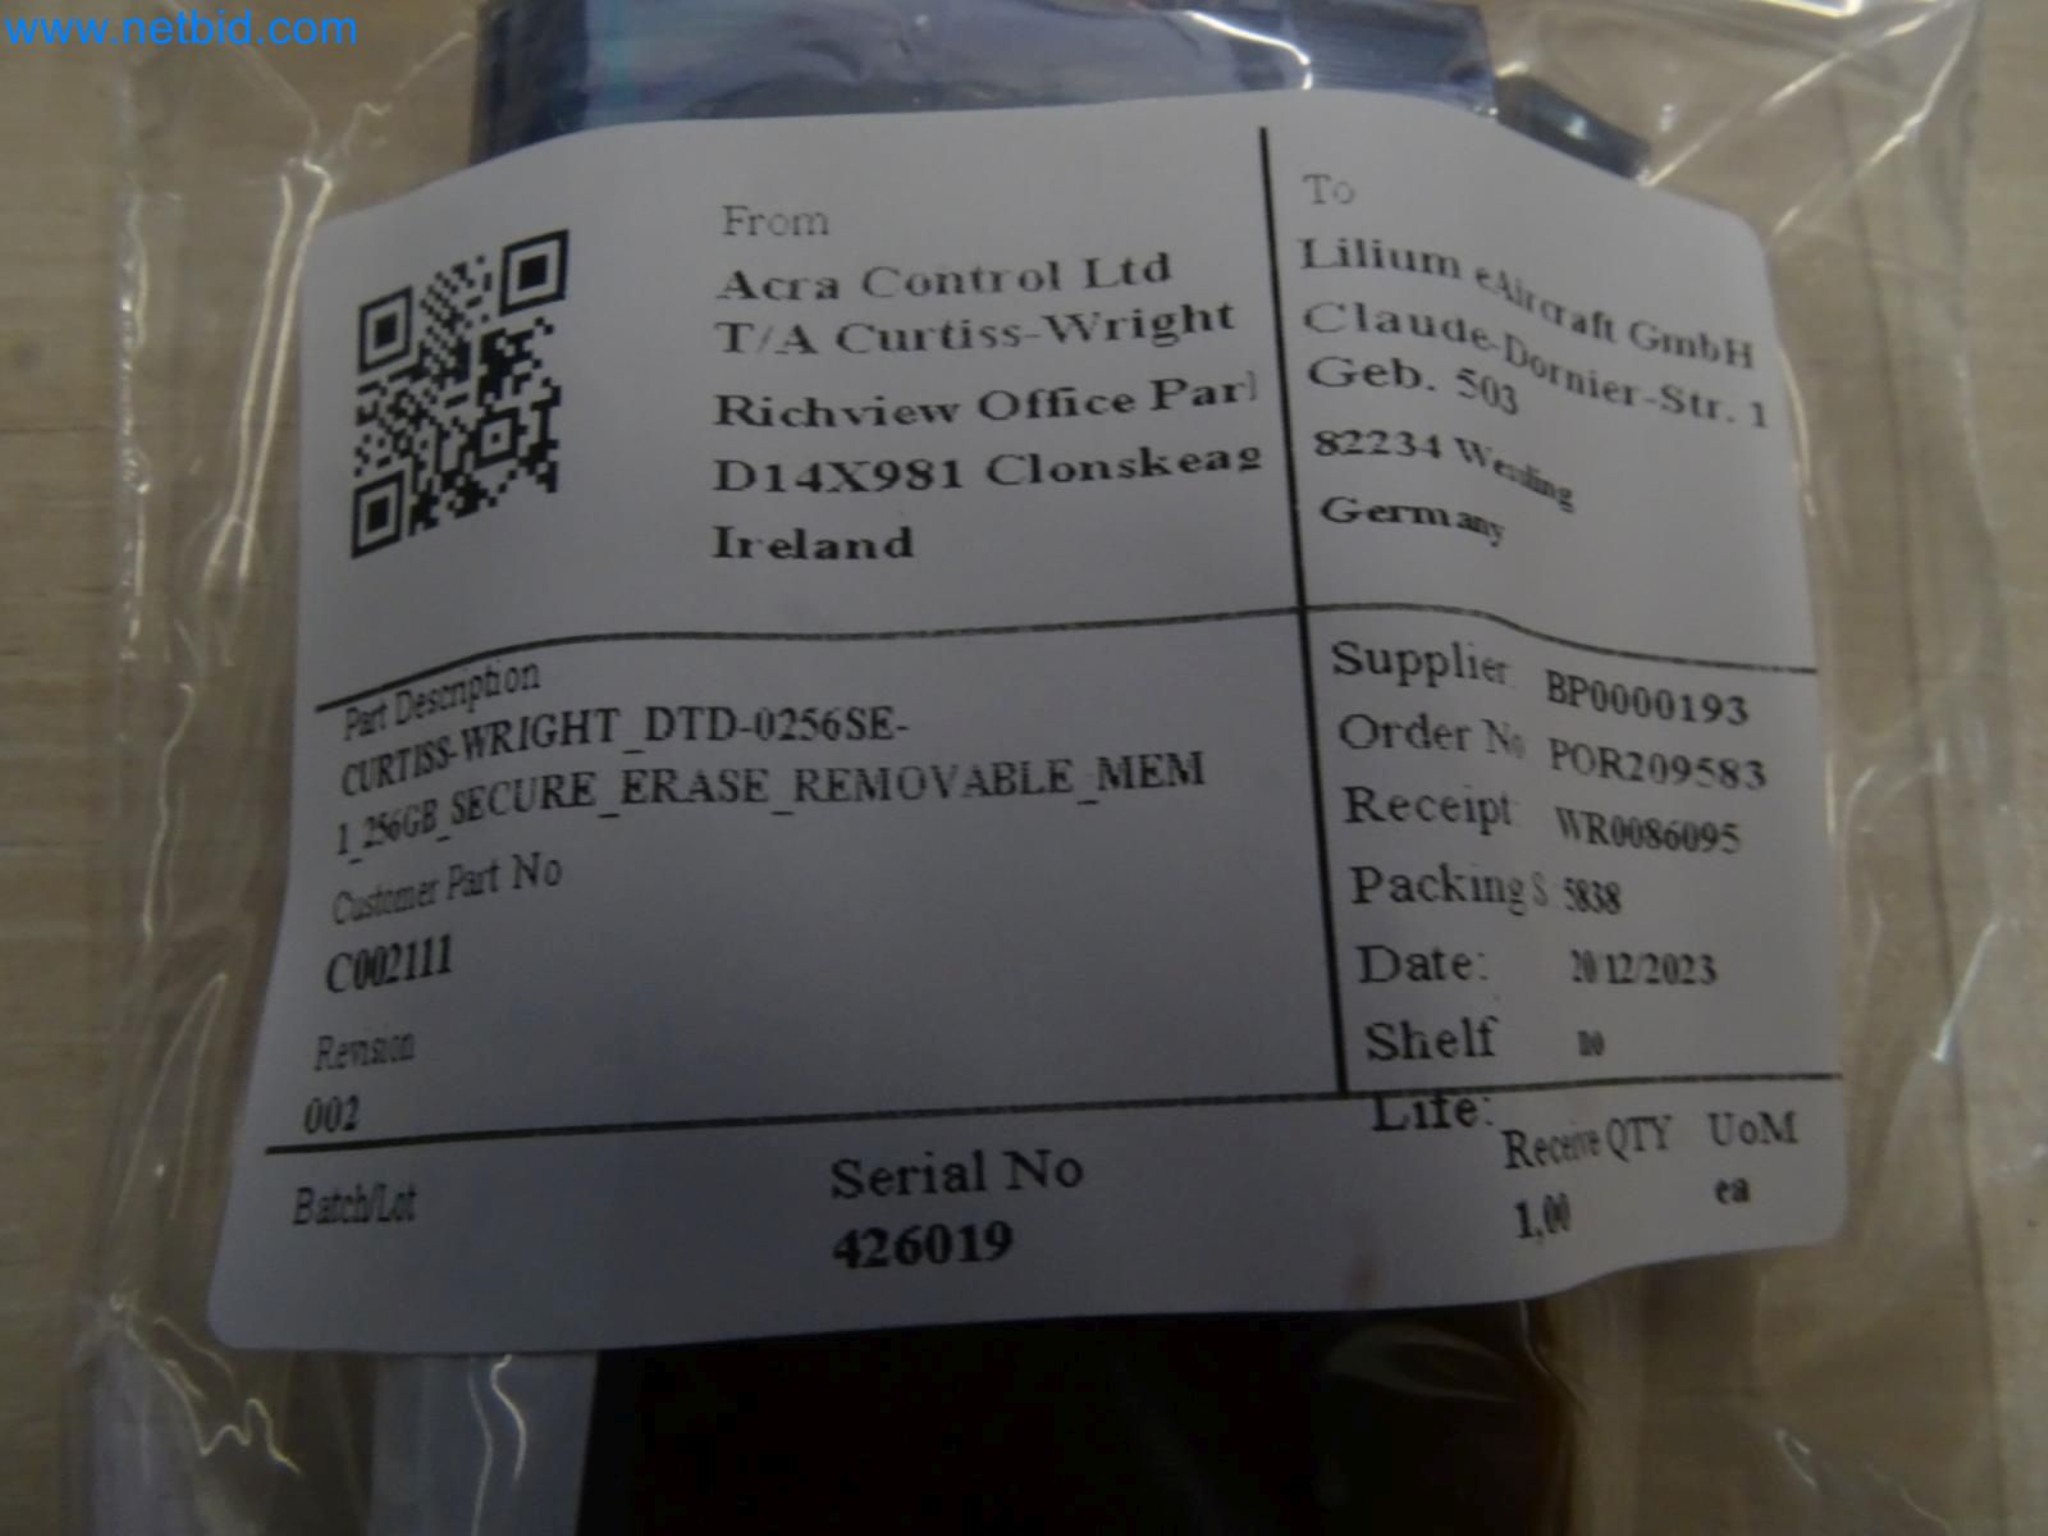 www.netbid.com
From
Acra Control Ltd
T/A Curtiss-Wright
Richview Office Park
D14X981 Clonskeag
Ireland
To
Lilium eAircraft GmbH
Claude-Dornier-Str. 1
Geb. 503
82234 Wessling
Germany
Part Description
CURTISS-WRIGHT_DTD-0256SE-
1_256GB_SECURE_ERASE_REMOVABLE_MEM
Customer Part No
C002111
Revision
002
Supplier: BP0000193
Order No POR209583
Receipt: WR0086095
Packing S 5838
Date: 20/12/2023
Shelf no
Life:
Batch/Lot
Serial No
426019
Receive QTY UoM
1,00 ea